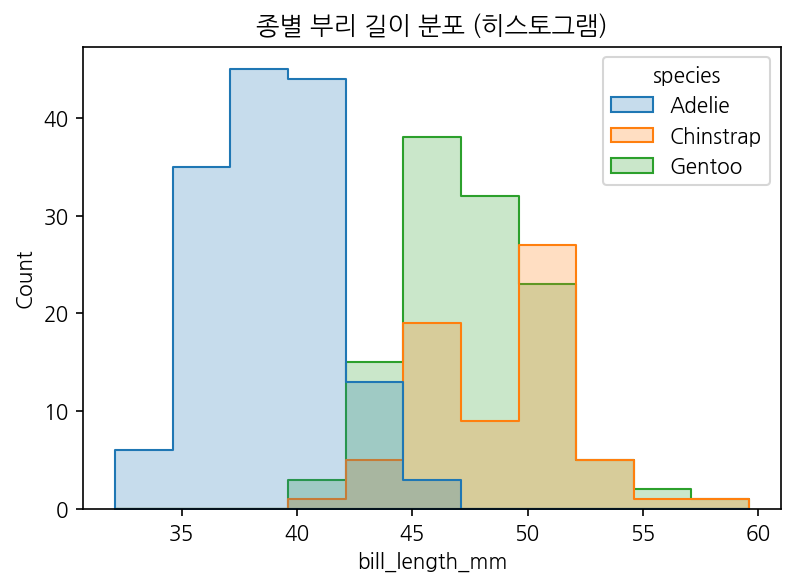 종별 부리 길이 분포 (히스토그램)
species
Adelie
Chinstrap
Gentoo
Count
40
30
20
10
0
35 40 45 50 55 60
bill_length_mm